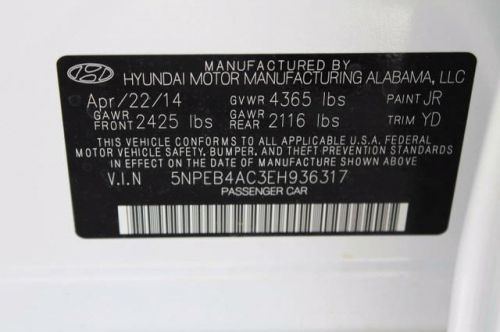 MANUFACTURED BY
HYUNDAI MOTOR MANUFACTURING ALABAMA, LLC
Apr/22/14 GVWR 4365 lbs PAINT JR
GAWR FRONT 2425 lbs GAWR REAR 2116 lbs TRIM YD
THIS VEHICLE CONFORMS TO ALL APPLICABLE U.S.A FEDERAL
MOTOR VEHICLE SAFETY, BUMPER, AND THEFT PREVENTION STANDARDS
IN EFFECT ON THE DATE OF MANUFACTURE SHOWN ABOVE
V.I.N 5NPEB4AC3EH936317
PASSENGER CAR